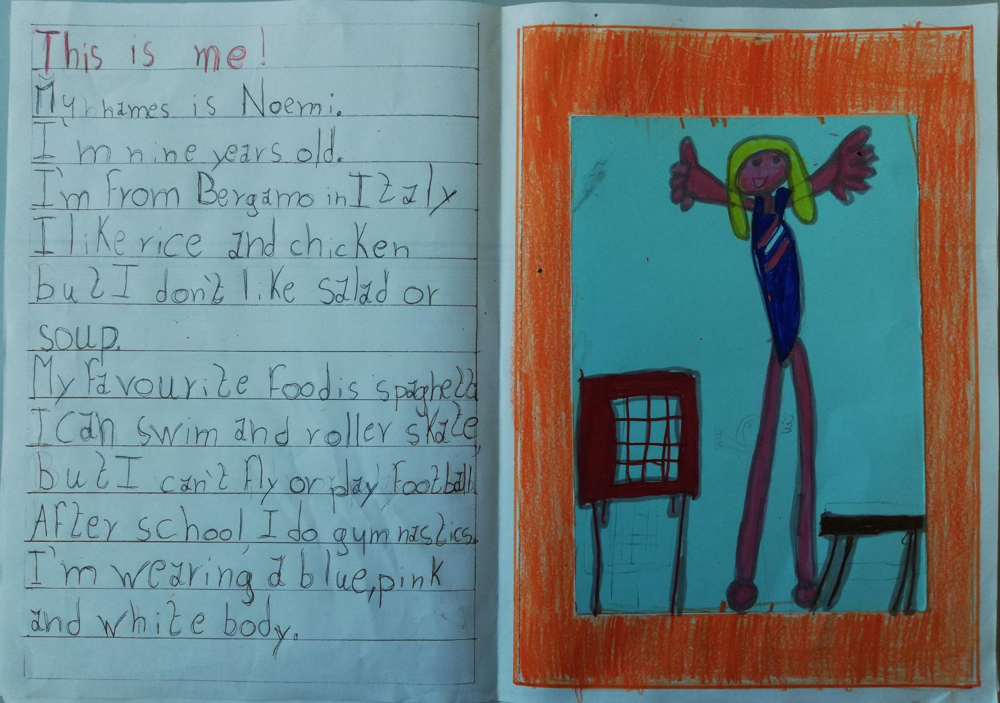 This is me!
My names is Noemi.
I'm nine years old.
I'm from Bergamo in Italy
I like rice and chicken
but I don't like salad or
soup.
My favourite food is spaghetti
I can swim and roller skate,
but I can't fly or play football
After school, I do gymnastics.
I'm wearing a blue, pink
and white body.